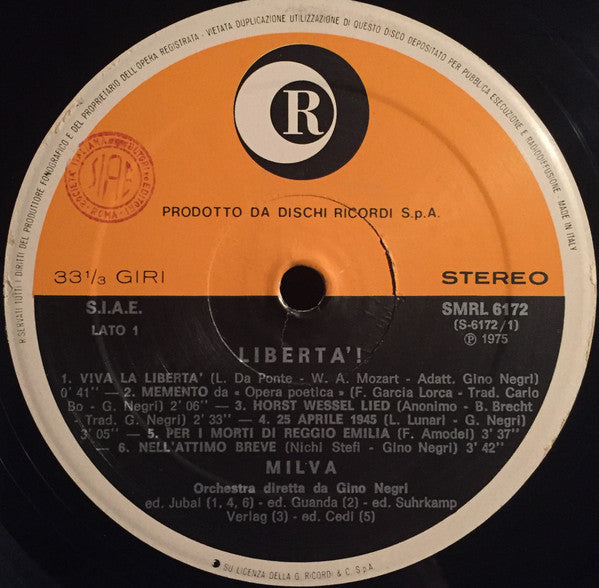 RISERVATI TUTTI I DIRITTI DEL PRODUTTORE FONOGRAFICO E DEL PROPRIETARIO DELL'OPERA REGISTRATA - VIETATA DUPLICAZIONE UTILIZZAZIONE DI QUESTO DISCO DEPOSITATO PER PUBBLICA ESECUZIONE E RADIODIFFUSIONE - MADE IN ITALY
R
SOCIETÀ ITALIANA AUTORI ED EDITORI
SIAE
ROMA
PRODOTTO DA DISCHI RICORDI S.p.A.
33 1/3 GIRI
STEREO
S.I.A.E.
SMRL 6172
LATO 1
(S-6172/1)
Ⓟ 1975
LIBERTA'!
1. VIVA LA LIBERTA' (L. Da Ponte - W. A. Mozart - Adatt. Gino Negri)
0' 41" — 2. MEMENTO da « Opera poetica » (F. Garcia Lorca - Trad. Carlo
Bo - G. Negri) 2' 06" — 3. HORST WESSEL LIED (Anonimo - B. Brecht
- Trad. G. Negri) 2' 33" — 4. 25 APRILE 1945 (L. Lunari - G. Negri)
3' 05" — 5. PER I MORTI DI REGGIO EMILIA (F. Amodei) 3' 37"
— 6. NELL'ATTIMO BREVE (Nichi Stefi - Gino Negri) 3' 42"
MILVA
Orchestra diretta da Gino Negri
ed. Jubal (1, 4, 6) - ed. Guanda (2) - ed. Suhrkamp
Verlag (3) - ed. Cedi (5)
SU LICENZA DELLA G. RICORDI & C. S.p.A.